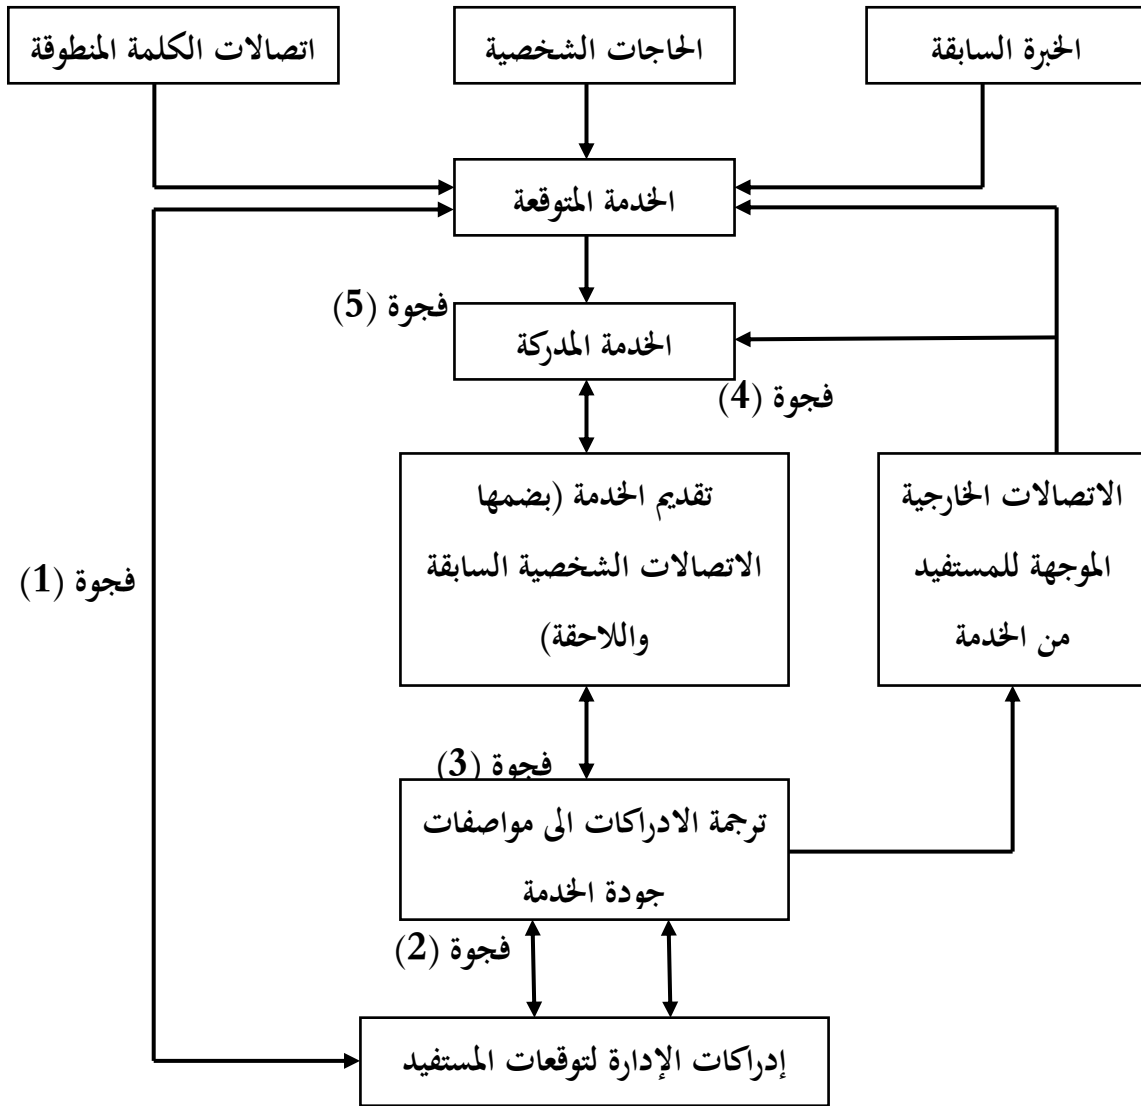 الخبرة السابقة
الحاجات الشخصية
اتصالات الكلمة المنطوقة
الخدمة المتوقعة
فجوة (5)
الخدمة المدركة
فجوة (4)
الاتصالات الخارجية
الموجهة للمستفيد
من الخدمة
تقديم الخدمة (بضمها
الاتصالات الشخصية السابقة
واللاحقة)
فجوة (1)
فجوة (3)
ترجمة الادراكات الى مواصفات
جودة الخدمة
فجوة (2)
إدراكات الإدارة لتوقعات المستفيد